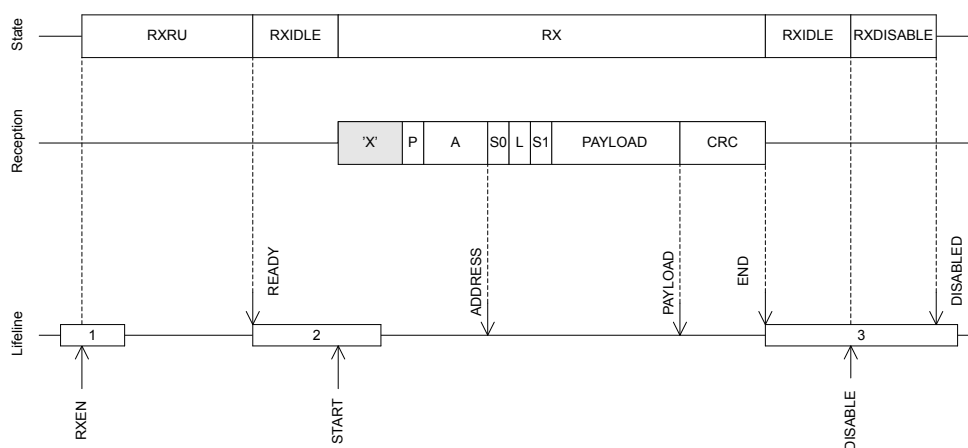 State
RXRU
RXIDLE
RX
RXIDLE
RXDISABLE
Reception
'X'
P
A
S0
L
S1
PAYLOAD
CRC
READY
ADDRESS
PAYLOAD
END
DISABLED
Lifeline
1
2
3
RXEN
START
DISABLE